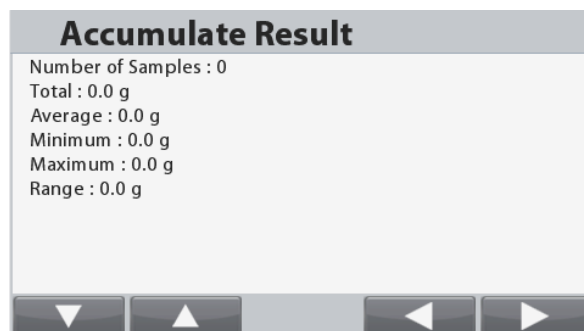 Accumulate Result
Number of Samples : 0
Total : 0.0 g
Average : 0.0 g
Minimum : 0.0 g
Maximum : 0.0 g
Range : 0.0 g